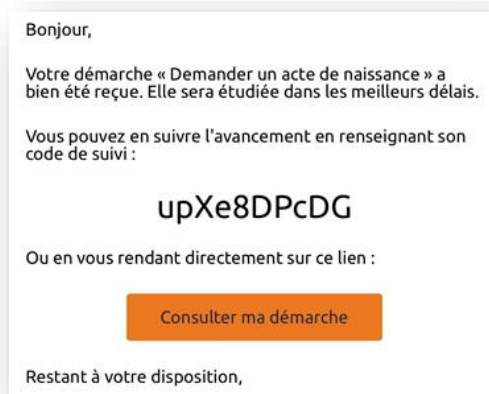 Bonjour,
Votre démarche « Demander un acte de naissance » a
bien été reçue. Elle sera étudiée dans les meilleurs délais.
Vous pouvez en suivre l'avancement en renseignant son
code de suivi :
upXe8DPcDG
Ou en vous rendant directement sur ce lien :
Consulter ma démarche
Restant à votre disposition,